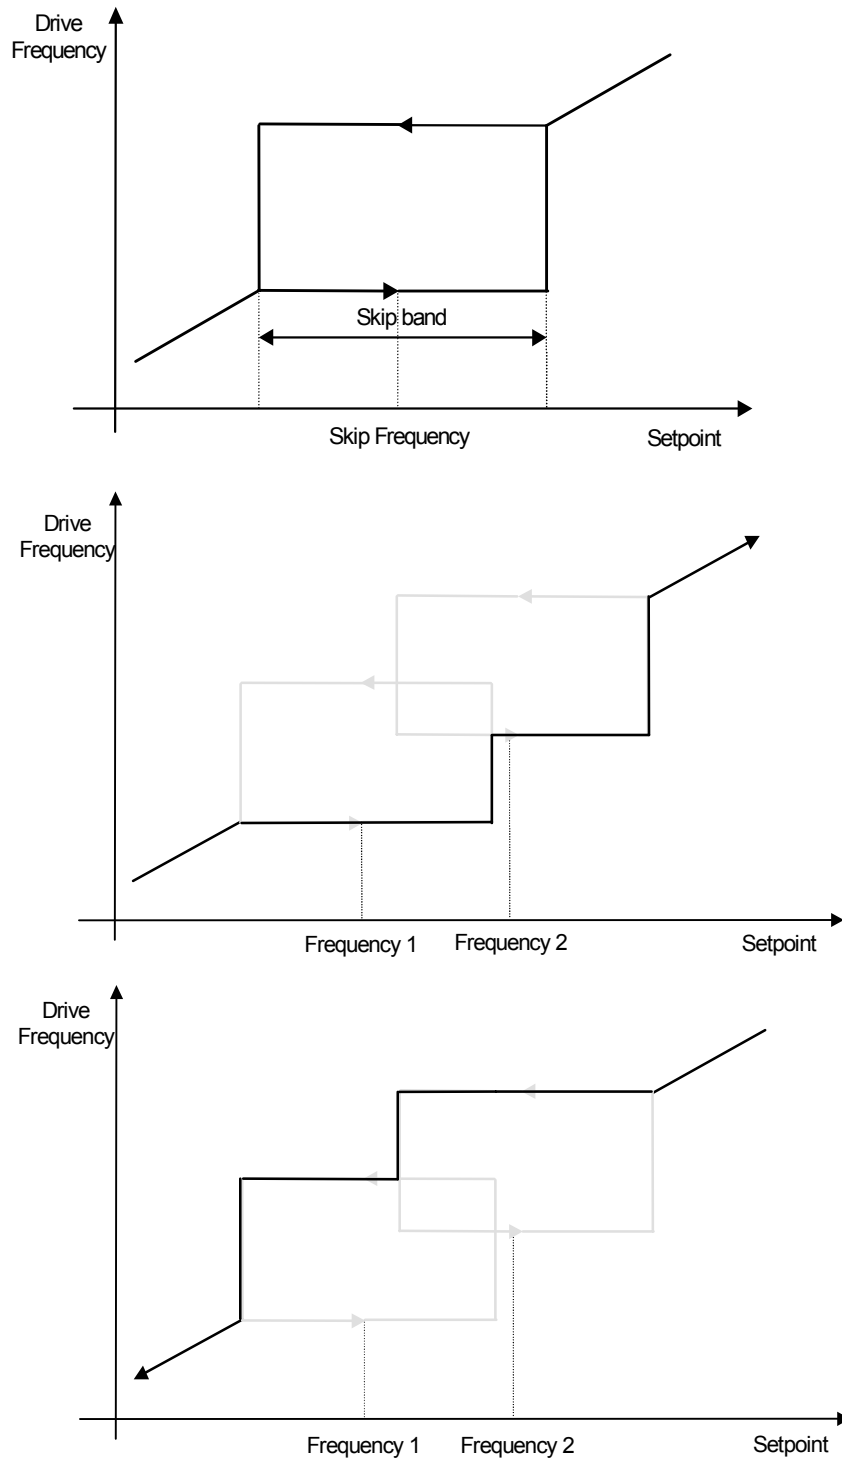 Drive
Frequency
Skip band
Skip Frequency
Setpoint
Drive
Frequency
Frequency 1
Frequency 2
Setpoint
Drive
Frequency
Frequency 1
Frequency 2
Setpoint